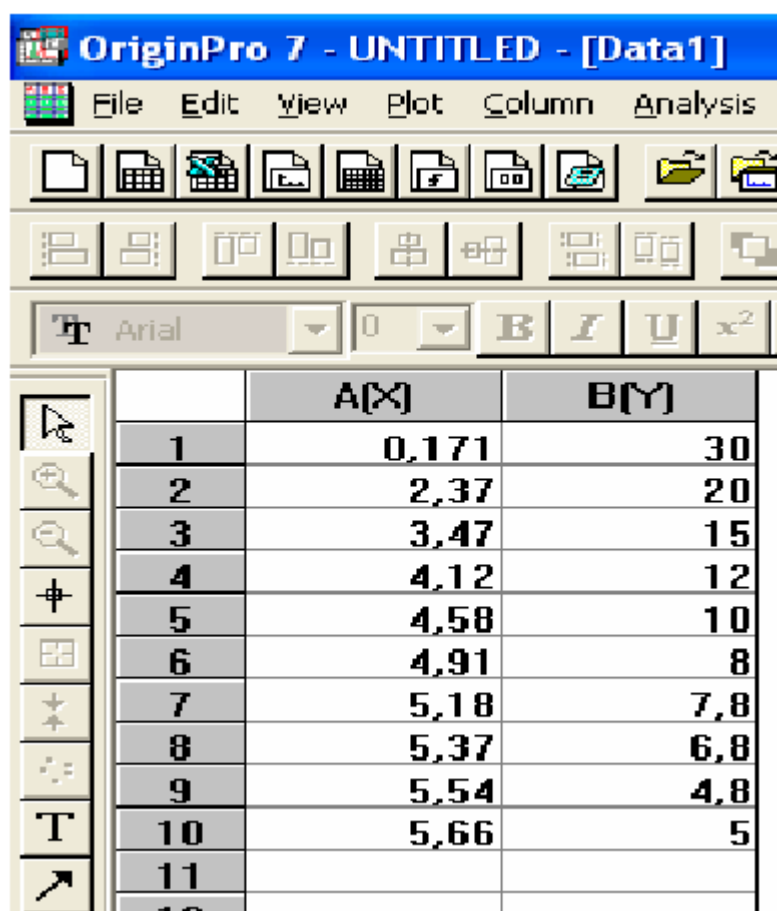 OriginPro 7 - UNTITLED - [Data1]
File Edit View Plot Column Analysis
Arial 0 B I U x²
A(X) B(Y)
1 0,171 30
2 2,37 20
3 3,47 15
4 4,12 12
5 4,58 10
6 4,91 8
7 5,18 7,8
8 5,37 6,8
9 5,54 4,8
10 5,66 5
11